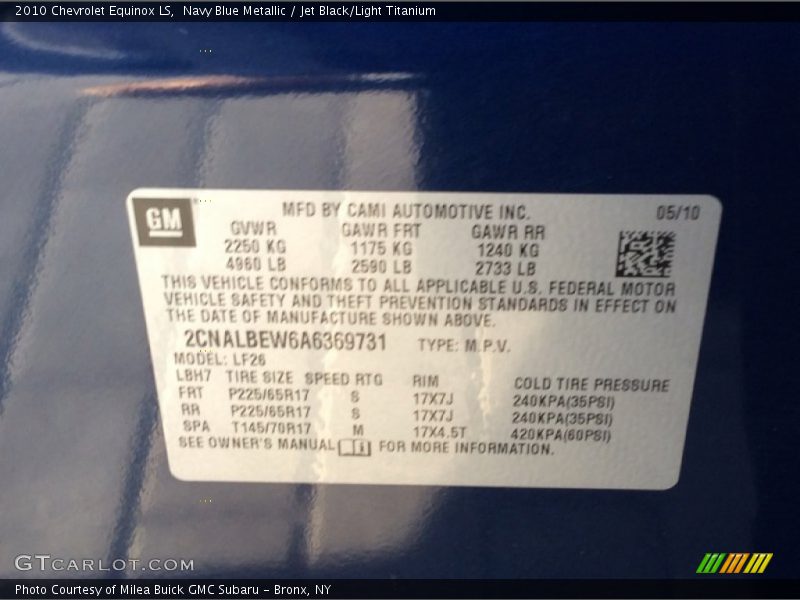 2010 Chevrolet Equinox LS,  Navy Blue Metallic / Jet Black/Light Titanium
GM
MFD BY CAMI AUTOMOTIVE INC. 05/10
GVWR GAWR FRT GAWR RR
2250 KG 1175 KG 1240 KG
4960 LB 2590 LB 2733 LB
THIS VEHICLE CONFORMS TO ALL APPLICABLE U.S. FEDERAL MOTOR
VEHICLE SAFETY AND THEFT PREVENTION STANDARDS IN EFFECT ON
THE DATE OF MANUFACTURE SHOWN ABOVE.
2CNALBEW6A6369731 TYPE: M.P.V.
MODEL: LF26
LBH7 TIRE SIZE SPEED RTG RIM COLD TIRE PRESSURE
FRT P225/65R17 S 17X7J 240KPA(35PSI)
RR P225/65R17 S 17X7J 240KPA(35PSI)
SPA T145/70R17 M 17X4.5T 420KPA(60PSI)
SEE OWNER'S MANUAL FOR MORE INFORMATION.
GTCARLOT.COM
Photo Courtesy of Milea Buick GMC Subaru - Bronx, NY